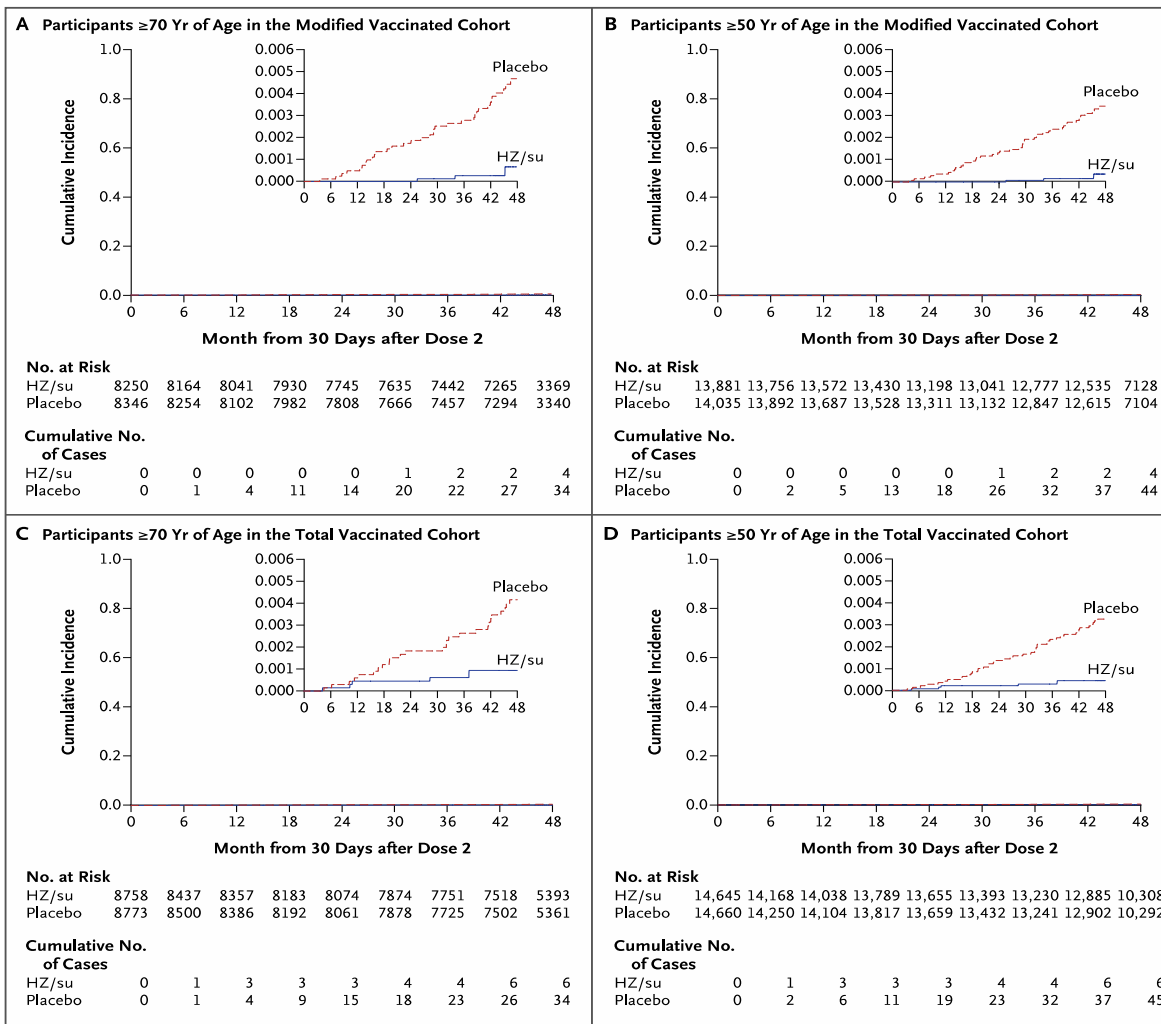 A Participants ≥70 Yr of Age in the Modified Vaccinated Cohort
Cumulative Incidence
1.0
0.8
0.6
0.4
0.2
0.0
0 6 12 18 24 30 36 42 48
0.006
0.005
0.004
0.003
0.002
0.001
0.000
0 6 12 18 24 30 36 42 48
Placebo
HZ/su
Month from 30 Days after Dose 2
No. at Risk
HZ/su 8250 8164 8041 7930 7745 7635 7442 7265 3369
Placebo 8346 8254 8102 7982 7808 7666 7457 7294 3340
Cumulative No.
of Cases
HZ/su 0 0 0 0 0 1 2 2 4
Placebo 0 1 4 11 14 20 22 27 34
B Participants ≥50 Yr of Age in the Modified Vaccinated Cohort
Cumulative Incidence
1.0
0.8
0.6
0.4
0.2
0.0
0 6 12 18 24 30 36 42 48
0.006
0.005
0.004
0.003
0.002
0.001
0.000
0 6 12 18 24 30 36 42 48
Placebo
HZ/su
Month from 30 Days after Dose 2
No. at Risk
HZ/su 13,881 13,756 13,572 13,430 13,198 13,041 12,777 12,535 7128
Placebo 14,035 13,892 13,687 13,528 13,311 13,132 12,847 12,615 7104
Cumulative No.
of Cases
HZ/su 0 0 0 0 0 1 2 2 4
Placebo 0 2 5 13 18 26 32 37 44
C Participants ≥70 Yr of Age in the Total Vaccinated Cohort
Cumulative Incidence
1.0
0.8
0.6
0.4
0.2
0.0
0 6 12 18 24 30 36 42 48
0.006
0.005
0.004
0.003
0.002
0.001
0.000
0 6 12 18 24 30 36 42 48
Placebo
HZ/su
Month from 30 Days after Dose 2
No. at Risk
HZ/su 8758 8437 8357 8183 8074 7874 7751 7518 5393
Placebo 8773 8500 8386 8192 8061 7878 7725 7502 5361
Cumulative No.
of Cases
HZ/su 0 1 3 3 3 4 4 6 6
Placebo 0 1 4 9 15 18 23 26 34
D Participants ≥50 Yr of Age in the Total Vaccinated Cohort
Cumulative Incidence
1.0
0.8
0.6
0.4
0.2
0.0
0 6 12 18 24 30 36 42 48
0.006
0.005
0.004
0.003
0.002
0.001
0.000
0 6 12 18 24 30 36 42 48
Placebo
HZ/su
Month from 30 Days after Dose 2
No. at Risk
HZ/su 14,645 14,168 14,038 13,789 13,655 13,393 13,230 12,885 10,308
Placebo 14,660 14,250 14,104 13,817 13,659 13,432 13,241 12,902 10,292
Cumulative No.
of Cases
HZ/su 0 1 3 3 3 4 4 6 6
Placebo 0 2 6 11 19 23 32 37 45